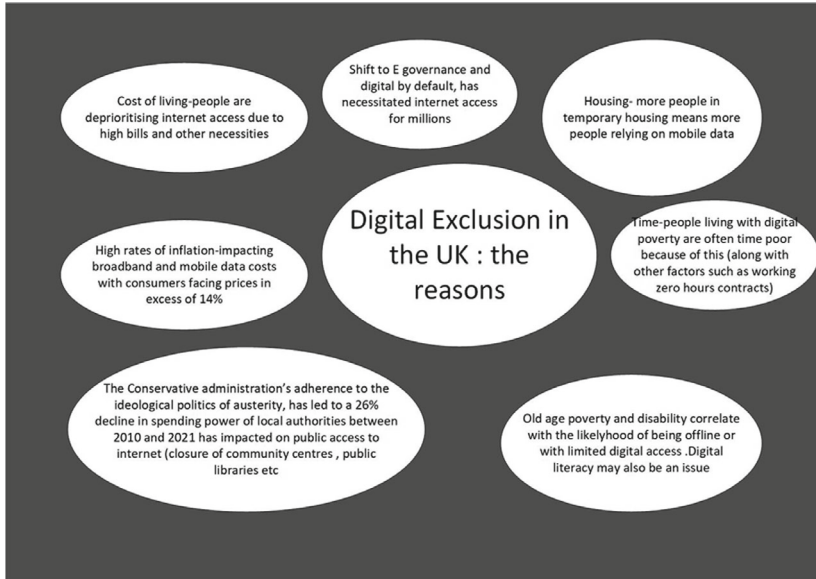 Shift to E governance and
digital by default, has
necessitated internet access
for millions
Cost of living-people are
deprioritising internet access due to
high bills and other necessities
Housing- more people in
temporary housing means more
people relying on mobile data
Digital Exclusion in
the UK : the
reasons
Time-people living with digital
poverty are often time poor
because of this (along with
other factors such as working
zero hours contracts)
High rates of inflation-impacting
broadband and mobile data costs
with consumers facing prices in
excess of 14%
The Conservative administration’s adherence to the
ideological politics of austerity, has led to a 26%
decline in spending power of local authorities between
2010 and 2021 has impacted on public access to
internet (closure of community centres , public
libraries etc
Old age poverty and disability correlate
with the likelyhood of being offline or
with limited digital access .Digital
literacy may also be an issue